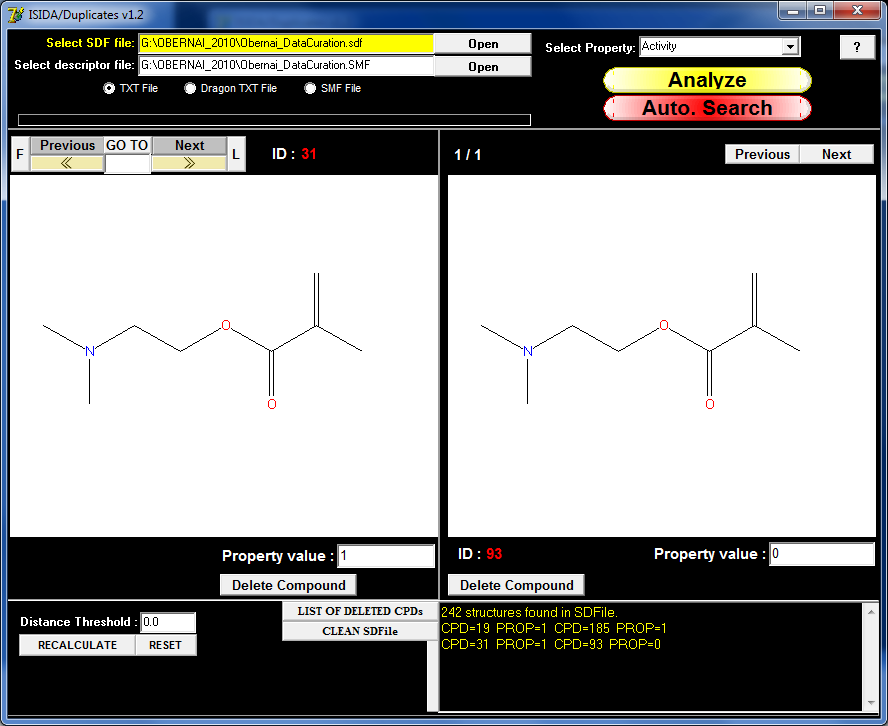 ISIDA/Duplicates v1.2
Select SDF file: G:\OBERNAI_2010\Obernai_DataCuration.sdf Open
Select descriptor file: G:\OBERNAI_2010\Obernai_DataCuration.SMF Open
TXT File Dragon TXT File SMF File
Select Property: Activity ?
Analyze
Auto. Search
F Previous GO TO Next L
<< >>
ID : 31
1 / 1 Previous Next
N O O
N O O
Property value : 1
Delete Compound
ID : 93 Property value : 0
Delete Compound
Distance Threshold : 0.0
RECALCULATE RESET
LIST OF DELETED CPDs
CLEAN SDFile
242 structures found in SDFile.
CPD=19 PROP=1 CPD=185 PROP=1
CPD=31 PROP=1 CPD=93 PROP=0